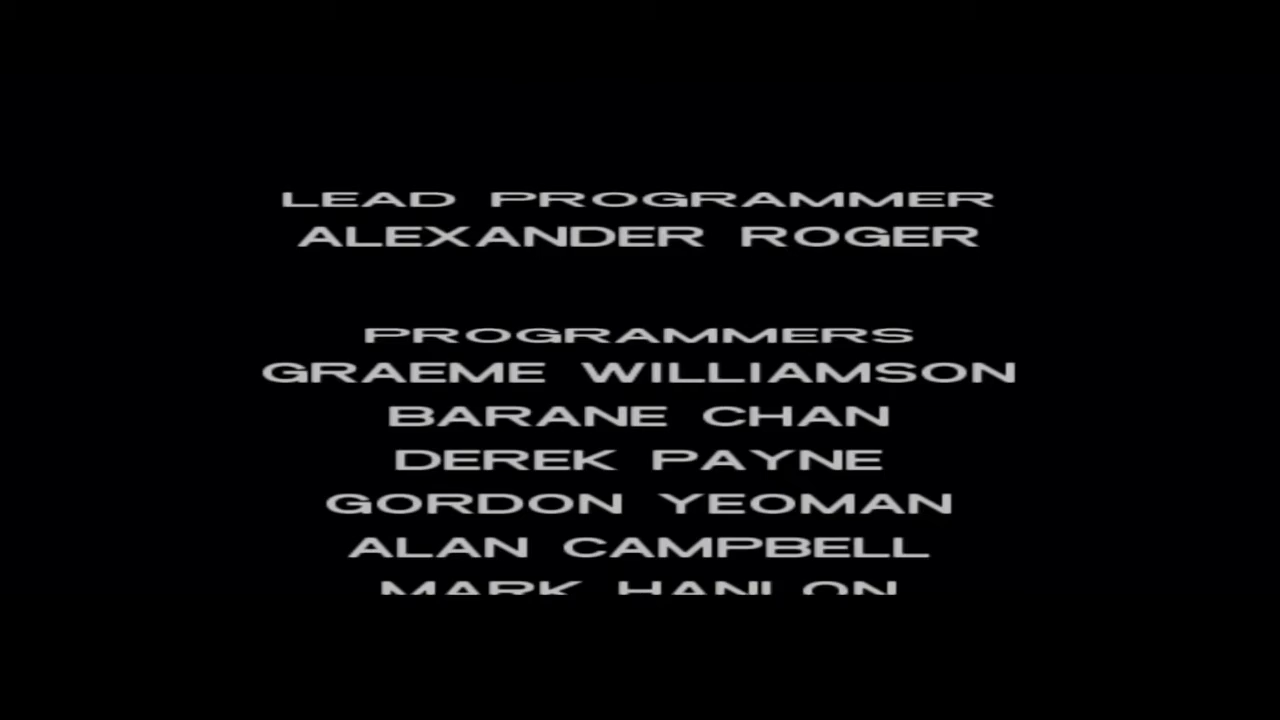 LEAD PROGRAMMER
ALEXANDER ROGER
PROGRAMMERS
GRAEME WILLIAMSON
BARANE CHAN
DEREK PAYNE
GORDON YEOMAN
ALAN CAMPBELL
MARK HANLON